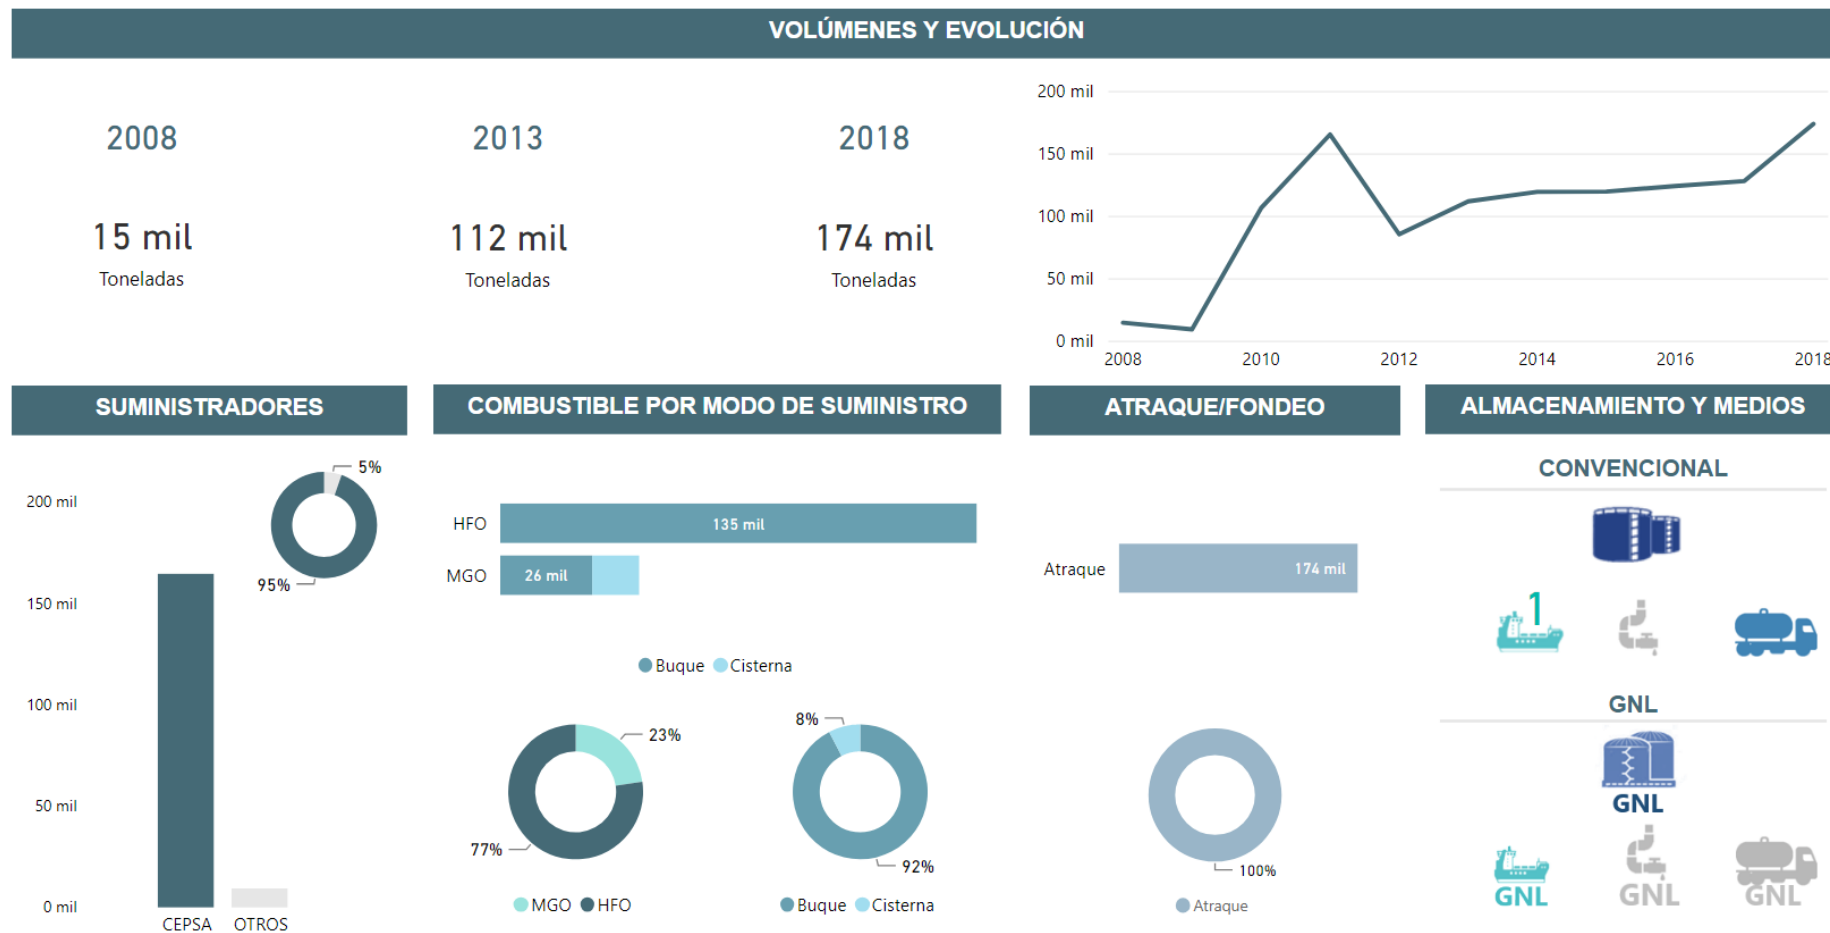 VOLÚMENES Y EVOLUCIÓN
2008
2013
2018
15 mil
112 mil
174 mil
Toneladas
Toneladas
Toneladas
200 mil
150 mil
100 mil
50 mil
0 mil
2008
2010
2012
2014
2016
2018
SUMINISTRADORES
200 mil
150 mil
100 mil
50 mil
0 mil
5%
95%
CEPSA
OTROS
COMBUSTIBLE POR MODO DE SUMINISTRO
HFO
135 mil
MGO
26 mil
Buque
Cisterna
23%
77%
MGO
HFO
8%
92%
Buque
Cisterna
ATRAQUE/FONDEO
Atraque
174 mil
100%
Atraque
ALMACENAMIENTO Y MEDIOS
CONVENCIONAL
1
GNL
GNL
GNL
GNL
GNL